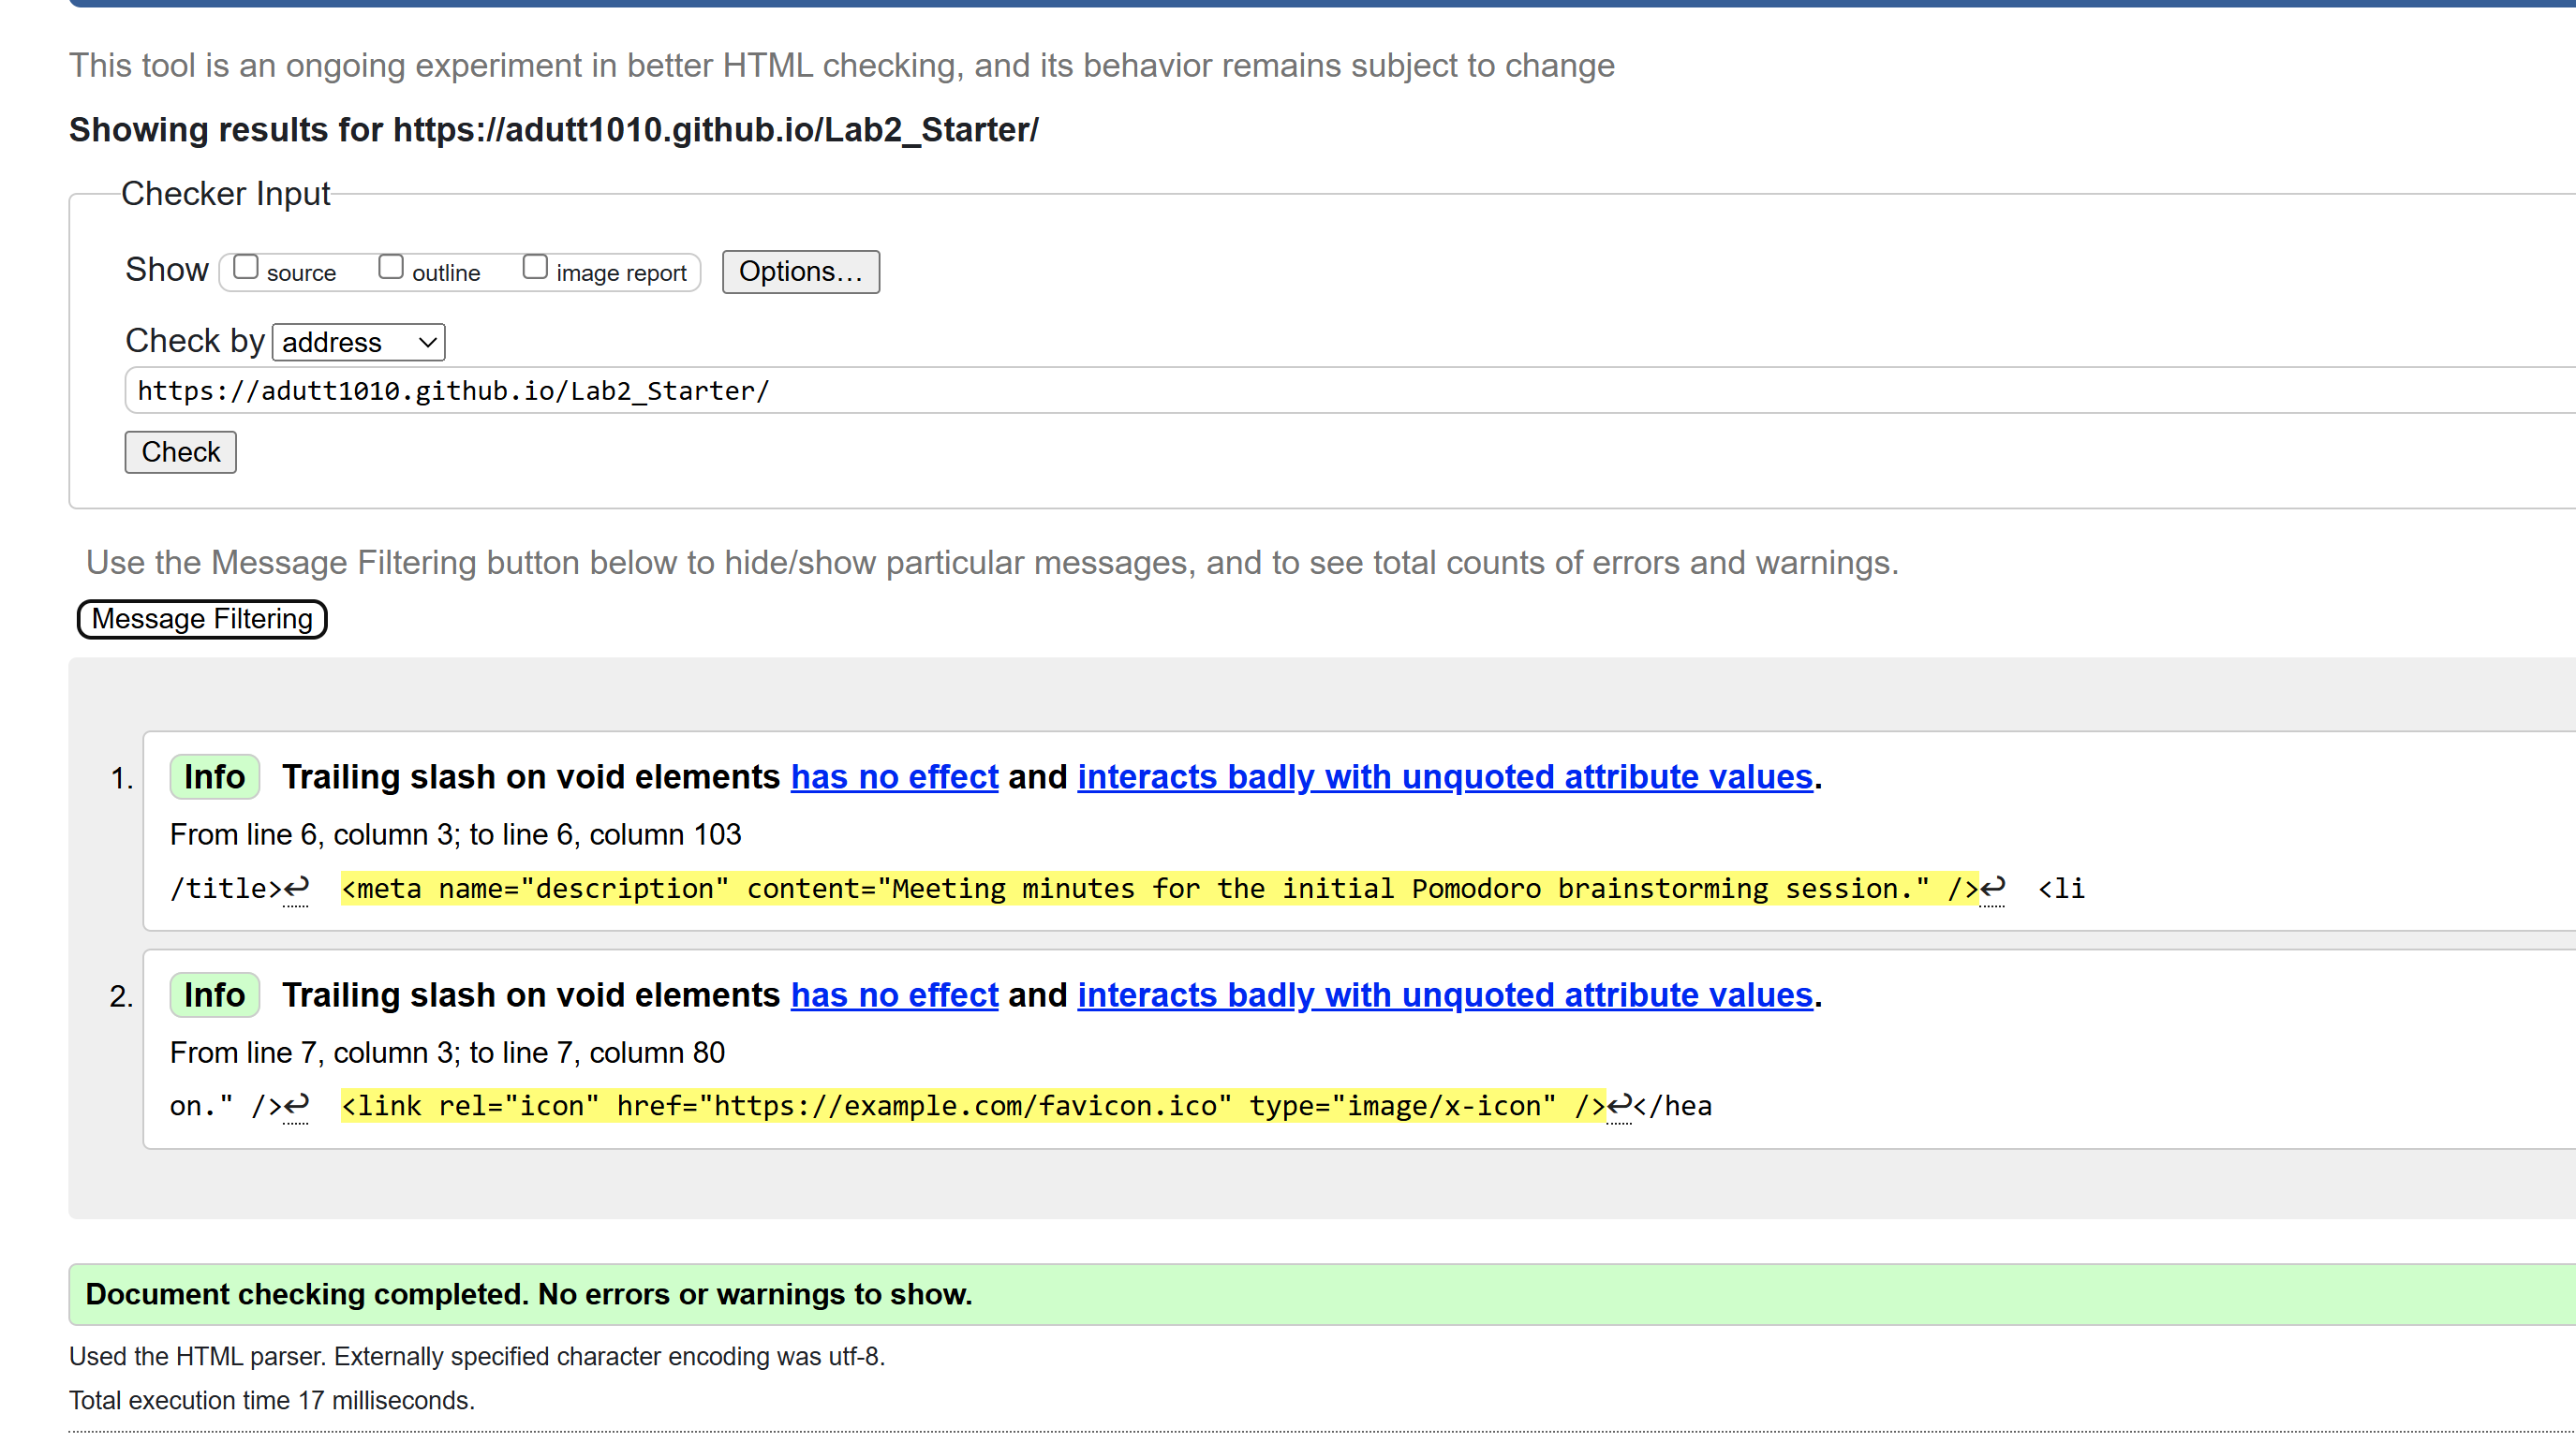 This tool is an ongoing experiment in better HTML checking, and its behavior remains subject to change
Showing results for https://adutt1010.github.io/Lab2_Starter/
Checker Input
Show source outline image report Options…
Check by address
https://adutt1010.github.io/Lab2_Starter/
Check
Use the Message Filtering button below to hide/show particular messages, and to see total counts of errors and warnings.
Message Filtering
1. Info Trailing slash on void elements has no effect and interacts badly with unquoted attribute values.
From line 6, column 3; to line 6, column 103
/title>↩ <meta name="description" content="Meeting minutes for the initial Pomodoro brainstorming session." />↩ <li
2. Info Trailing slash on void elements has no effect and interacts badly with unquoted attribute values.
From line 7, column 3; to line 7, column 80
on." />↩ <link rel="icon" href="https://example.com/favicon.ico" type="image/x-icon" />↩</hea
Document checking completed. No errors or warnings to show.
Used the HTML parser. Externally specified character encoding was utf-8.
Total execution time 17 milliseconds.